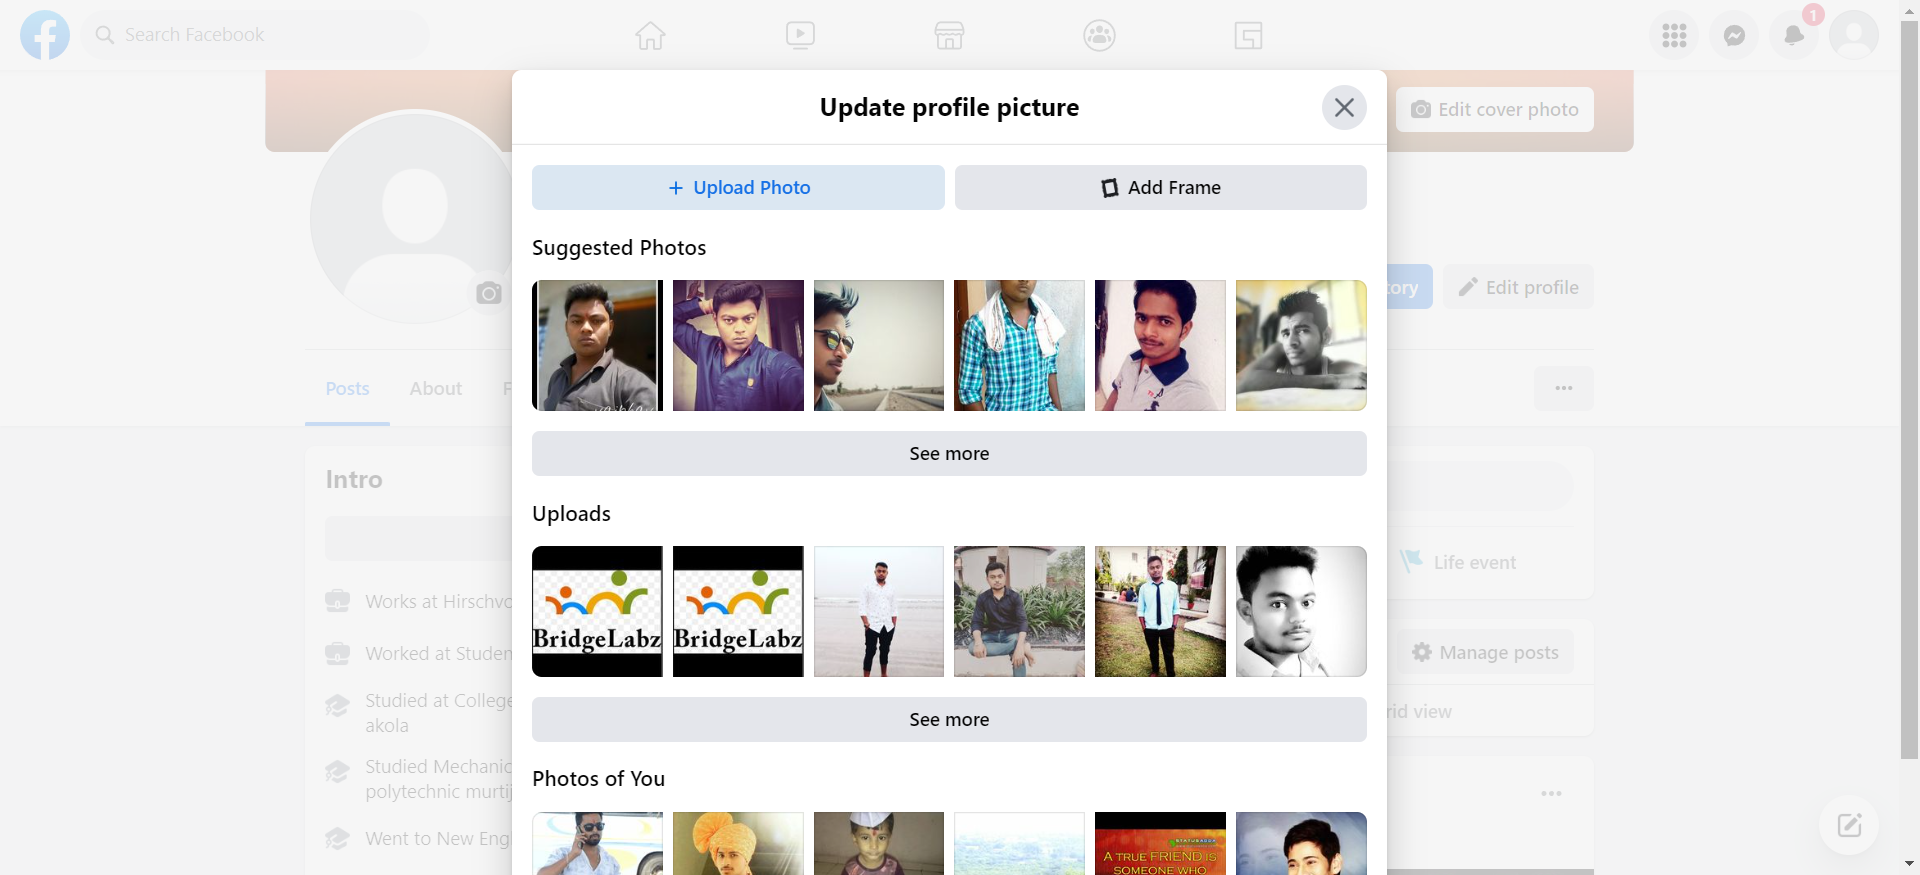 Search Facebook
1
Update profile picture
Edit cover photo
+ Upload Photo
Add Frame
Suggested Photos
ory
Edit profile
Posts
About
F
See more
Intro
Uploads
Life event
BridgeLabz
BridgeLabz
Works at Hirschvo
Worked at Studen
Manage posts
Studied at College
akola
rid view
See more
Studied Mechanic
polytechnic murtij
Photos of You
Went to New Engl
A TRUE FRIEND IS
SOMEONE WHO